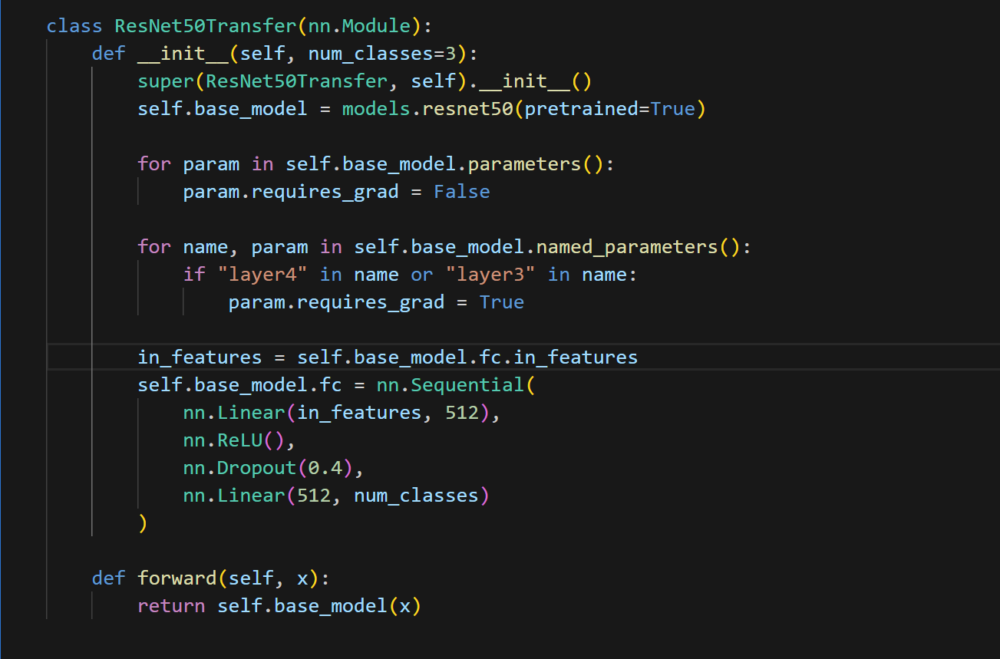 class ResNet50Transfer(nn.Module):
    def __init__(self, num_classes=3):
        super(ResNet50Transfer, self).__init__()
        self.base_model = models.resnet50(pretrained=True)

        for param in self.base_model.parameters():
            param.requires_grad = False

        for name, param in self.base_model.named_parameters():
            if "layer4" in name or "layer3" in name:
                param.requires_grad = True

        in_features = self.base_model.fc.in_features
        self.base_model.fc = nn.Sequential(
            nn.Linear(in_features, 512),
            nn.ReLU(),
            nn.Dropout(0.4),
            nn.Linear(512, num_classes)
        )

    def forward(self, x):
        return self.base_model(x)